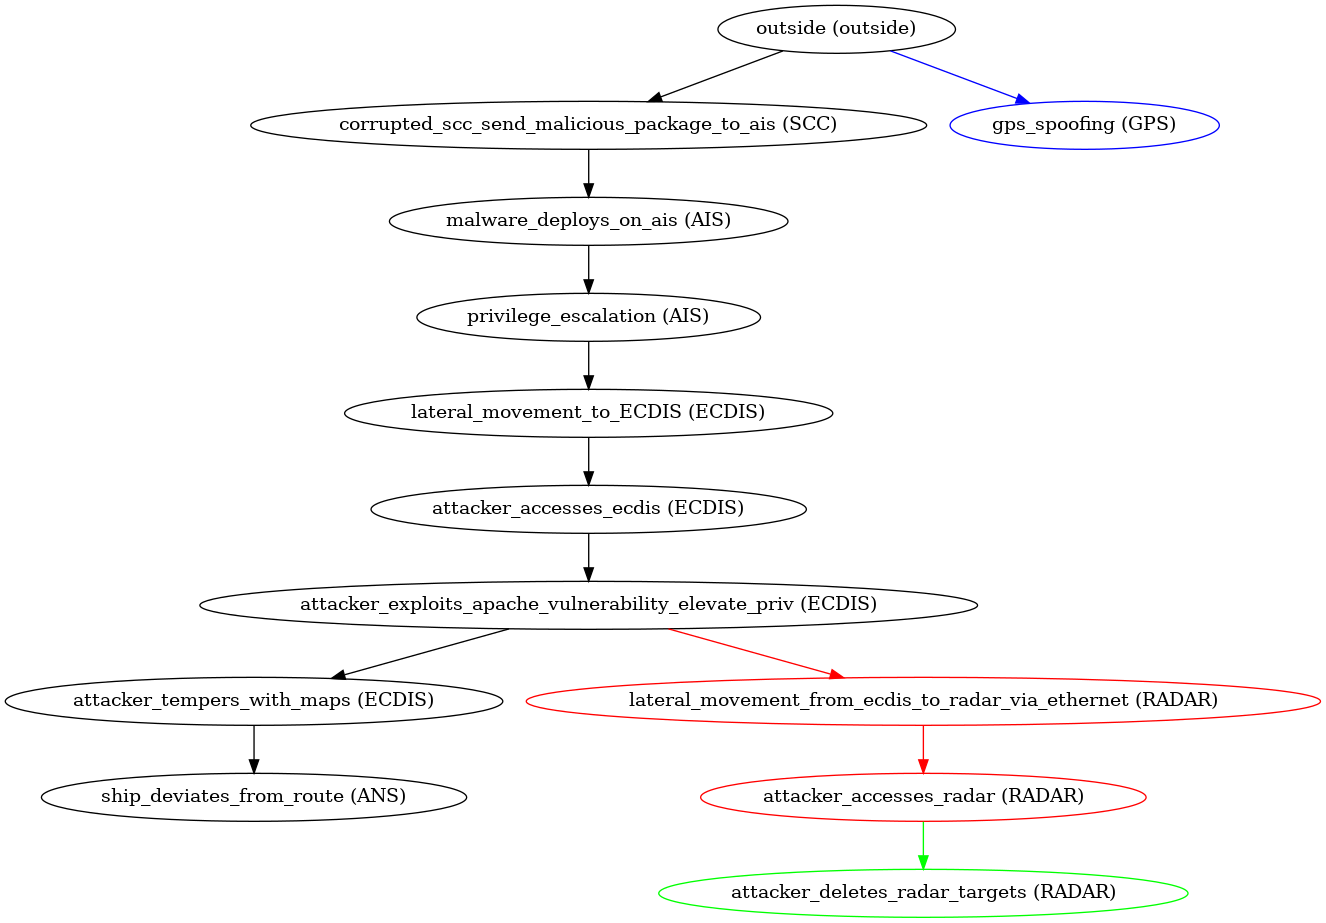 outside (outside)
corrupted_scc_send_malicious_package_to_ais (SCC)
gps_spoofing (GPS)
malware_deploys_on_ais (AIS)
privilege_escalation (AIS)
lateral_movement_to_ECDIS (ECDIS)
attacker_accesses_ecdis (ECDIS)
attacker_exploits_apache_vulnerability_elevate_priv (ECDIS)
attacker_tempers_with_maps (ECDIS)
lateral_movement_from_ecdis_to_radar_via_ethernet (RADAR)
ship_deviates_from_route (ANS)
attacker_accesses_radar (RADAR)
attacker_deletes_radar_targets (RADAR)